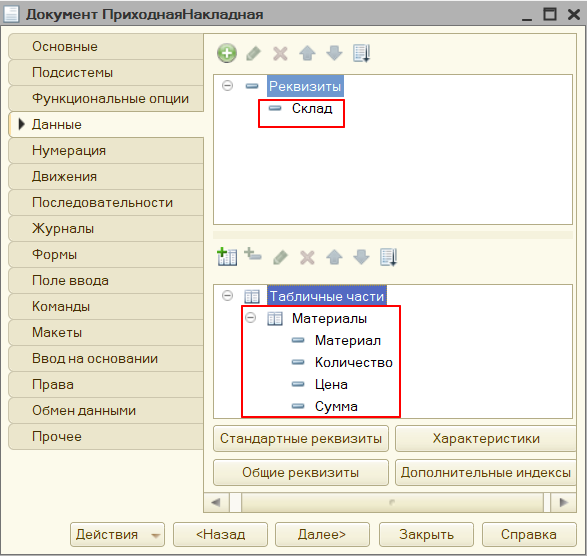 Документ ПриходнаяНакладная
Основные
Подсистемы
Функциональные опции
Данные
Нумерация
Движения
Последовательности
Журналы
Формы
Поле ввода
Команды
Макеты
Ввод на основании
Права
Обмен данными
Прочее
Реквизиты
Склад
Табличные части
Материалы
Материал
Количество
Цена
Сумма
Стандартные реквизиты
Характеристики
Общие реквизиты
Дополнительные индексы
Действия
<Назад
Далее>
Закрыть
Справка